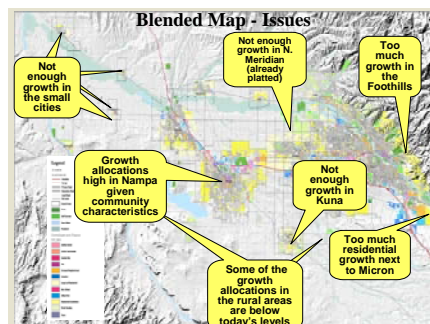 Blended Map - Issues
Not
enough
growth in
the small
cities
Not enough
growth in N.
Meridian
(already
platted)
Too
much
growth in
the
Foothills
Growth
allocations
high in Nampa
given
community
characteristics
Not
enough
growth in
Kuna
Too much
residential
growth next
to Micron
Some of the
growth
allocations in
the rural areas
are below
today's levels
Legend